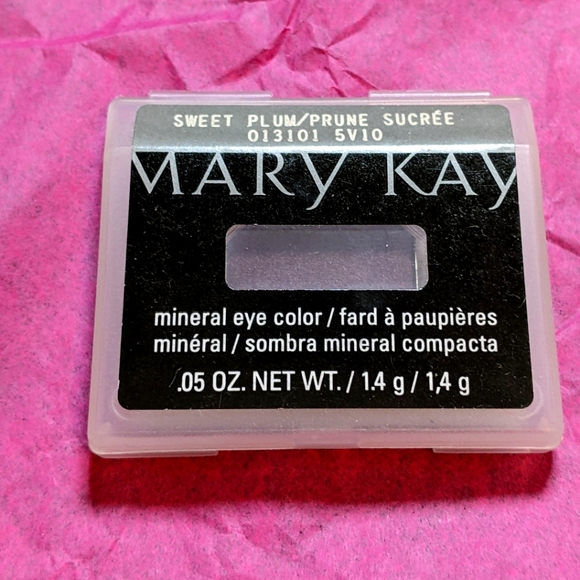 SWEET PLUM/PRUNE SUCRÉE
013101 5V10
MARY KAY
mineral eye color / fard à paupières
minéral / sombra mineral compacta
.05 OZ. NET WT. / 1.4 g / 1,4 g